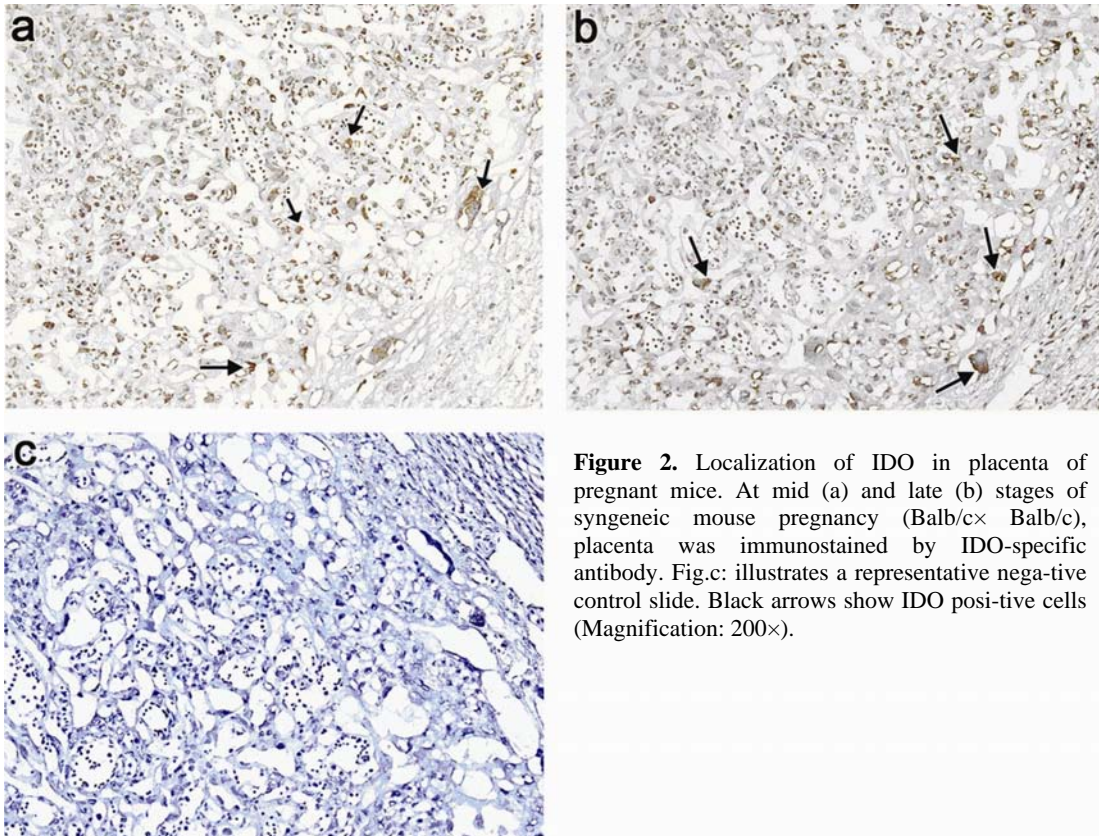 a
b
c
Figure 2. Localization of IDO in placenta of
pregnant mice. At mid (a) and late (b) stages of
syngeneic mouse pregnancy (Balb/c× Balb/c),
placenta was immunostained by IDO-specific
antibody. Fig.c: illustrates a representative nega-tive
control slide. Black arrows show IDO posi-tive cells
(Magnification: 200×).